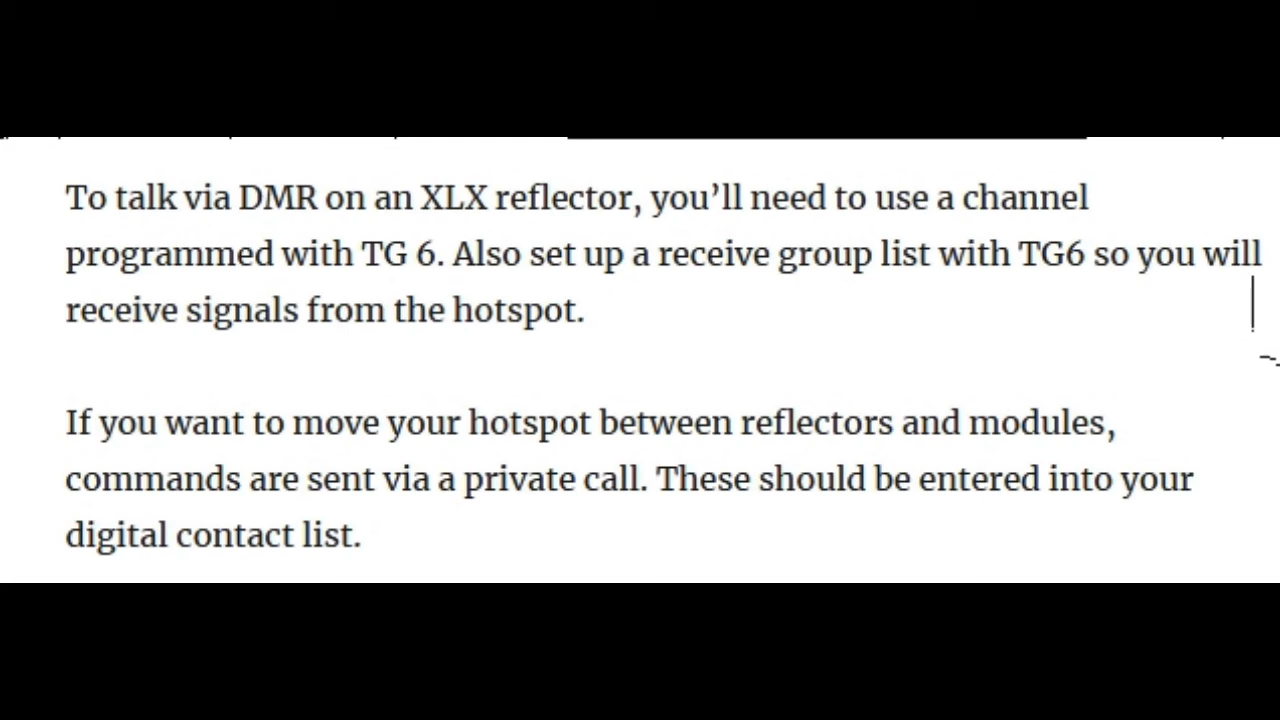 To talk via DMR on an XLX reflector, you’ll need to use a channel
programmed with TG 6. Also set up a receive group list with TG6 so you will
receive signals from the hotspot.
If you want to move your hotspot between reflectors and modules,
commands are sent via a private call. These should be entered into your
digital contact list.